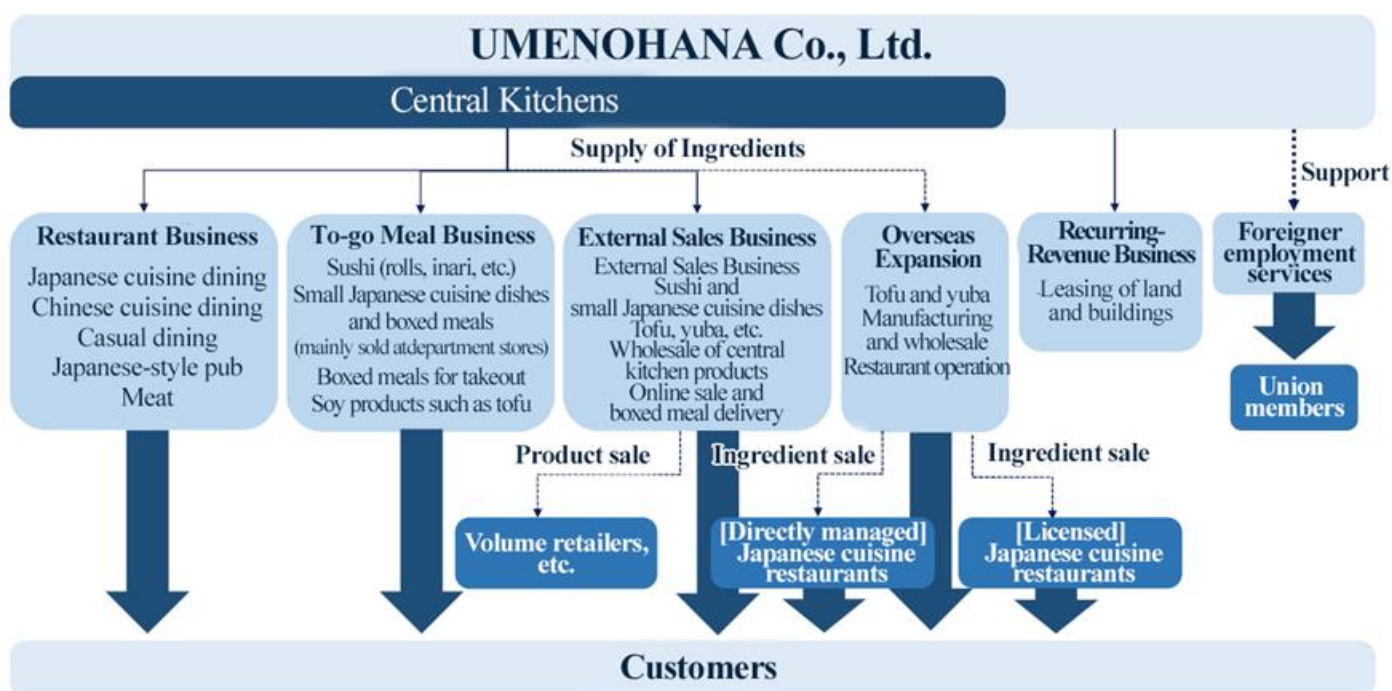 UMENOHANA Co., Ltd.
Central Kitchens
Supply of Ingredients
Support
Restaurant Business
Japanese cuisine dining
Chinese cuisine dining
Casual dining
Japanese-style pub
Meat
To-go Meal Business
Sushi (rolls, inari, etc.)
Small Japanese cuisine dishes
and boxed meals
(mainly sold atdepartment stores)
Boxed meals for takeout
Soy products such as tofu
External Sales Business
External Sales Business
Sushi and
small Japanese cuisine dishes
Tofu, yuba, etc.
Wholesale of central
kitchen products
Online sale and
boxed meal delivery
Overseas
Expansion
Tofu and yuba
Manufacturing
and wholesale
Restaurant operation
Recurring-
Revenue Business
Leasing of land
and buildings
Foreigner
employment
services
Union
members
Product sale
Ingredient sale
Ingredient sale
Volume retailers,
etc.
[Directly managed]
Japanese cuisine
restaurants
[Licensed]
Japanese cuisine
restaurants
Customers